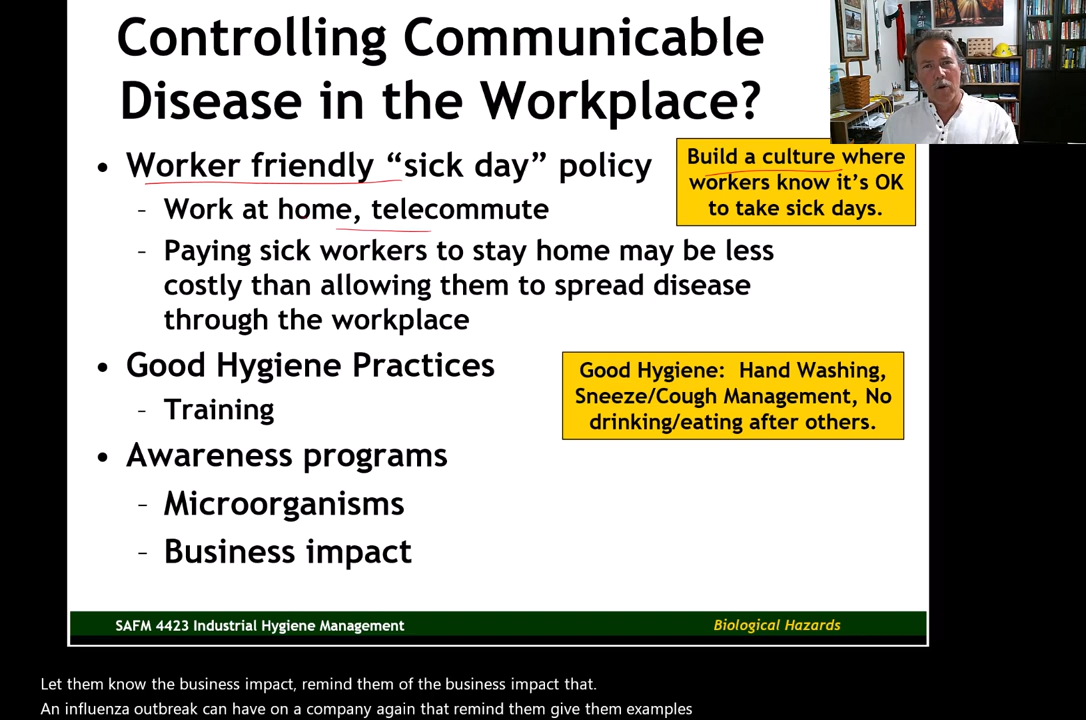 Controlling Communicable
Disease in the Workplace?
• Worker friendly “sick day” policy
Build a culture where
workers know it’s OK
to take sick days.
- Work at home, telecommute
- Paying sick workers to stay home may be less
costly than allowing them to spread disease
through the workplace
• Good Hygiene Practices
Good Hygiene: Hand Washing,
Sneeze/Cough Management, No
drinking/eating after others.
- Training
• Awareness programs
- Microorganisms
- Business impact
SAFM 4423 Industrial Hygiene Management
Biological Hazards
Let them know the business impact, remind them of the business impact that.
An influenza outbreak can have on a company again that remind them give them examples